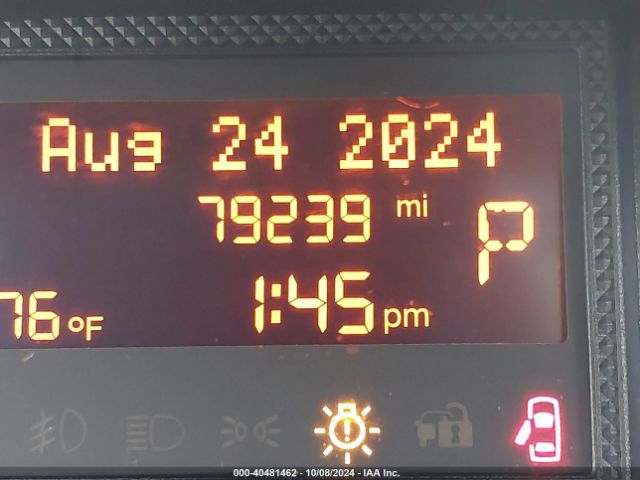 Aug 24 2024
79239 mi
P
76°F
1:45 pm
000-40481462 - 10/08/2024 - IAA Inc.